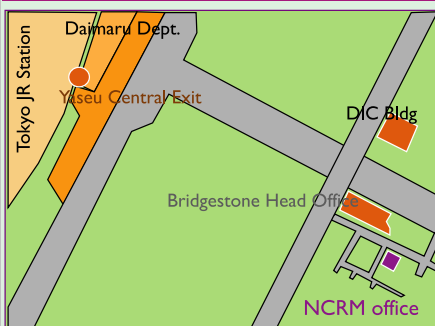 Daimaru Dept.
Tokyo JR Station
Yaseu Central Exit
DIC Bldg
Bridgestone Head Office
NCRM office